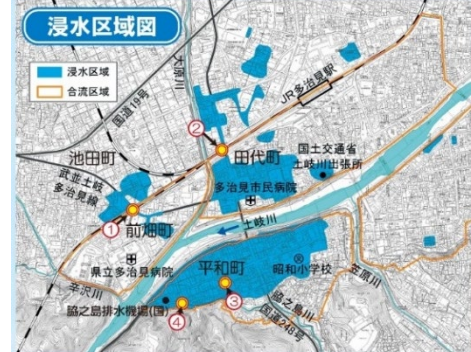 浸水区域図
浸水区域
合流区域
大原川
JR多治見駅
国道19号
②
池田町
田代町
国土交通省
土岐川出張所
武並土岐
多治見線
多治見市民病院
①
前畑町
土岐川
県立多治見病院
平和町
昭和小学校
笠原川
辛沢川
脇之島川
脇之島排水機場(国)
④
③
国道248号